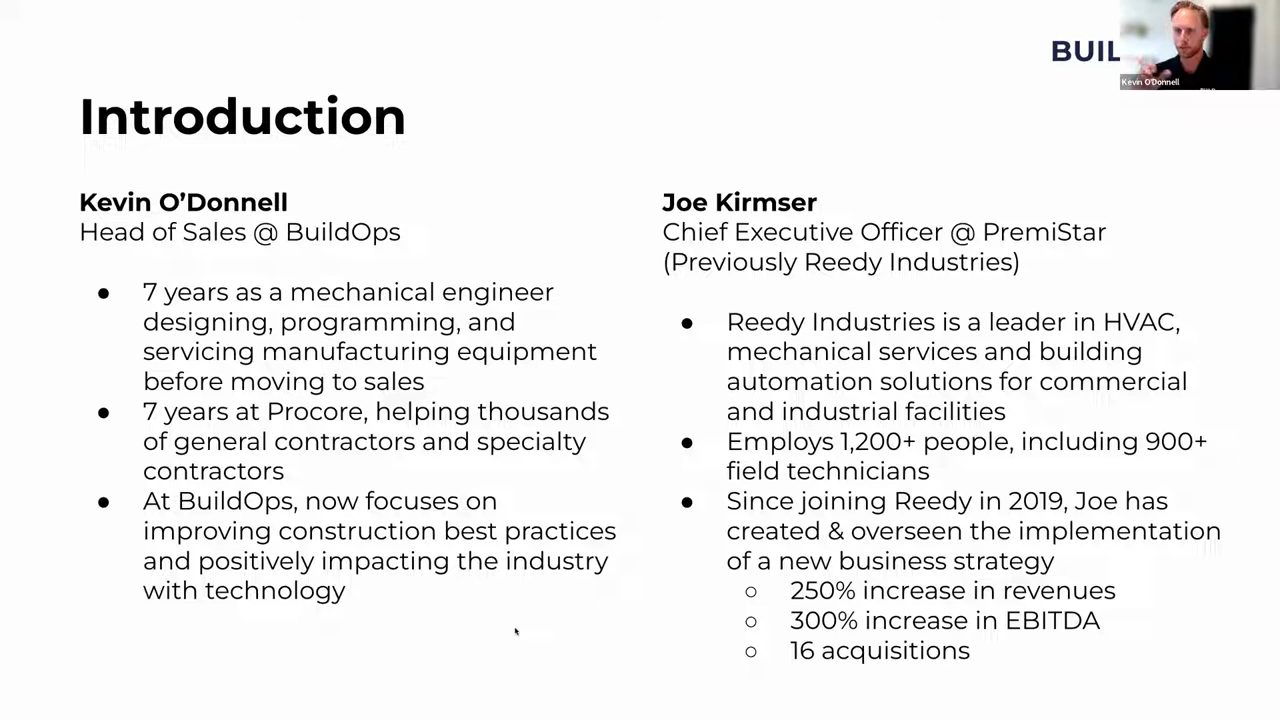 BUIL
Kevin O'Donnell
Introduction
Kevin O’Donnell
Head of Sales @ BuildOps
● 7 years as a mechanical engineer
designing, programming, and
servicing manufacturing equipment
before moving to sales
● 7 years at Procore, helping thousands
of general contractors and specialty
contractors
● At BuildOps, now focuses on
improving construction best practices
and positively impacting the industry
with technology
Joe Kirmser
Chief Executive Officer @ PremiStar
(Previously Reedy Industries)
● Reedy Industries is a leader in HVAC,
mechanical services and building
automation solutions for commercial
and industrial facilities
● Employs 1,200+ people, including 900+
field technicians
● Since joining Reedy in 2019, Joe has
created & overseen the implementation
of a new business strategy
○ 250% increase in revenues
○ 300% increase in EBITDA
○ 16 acquisitions